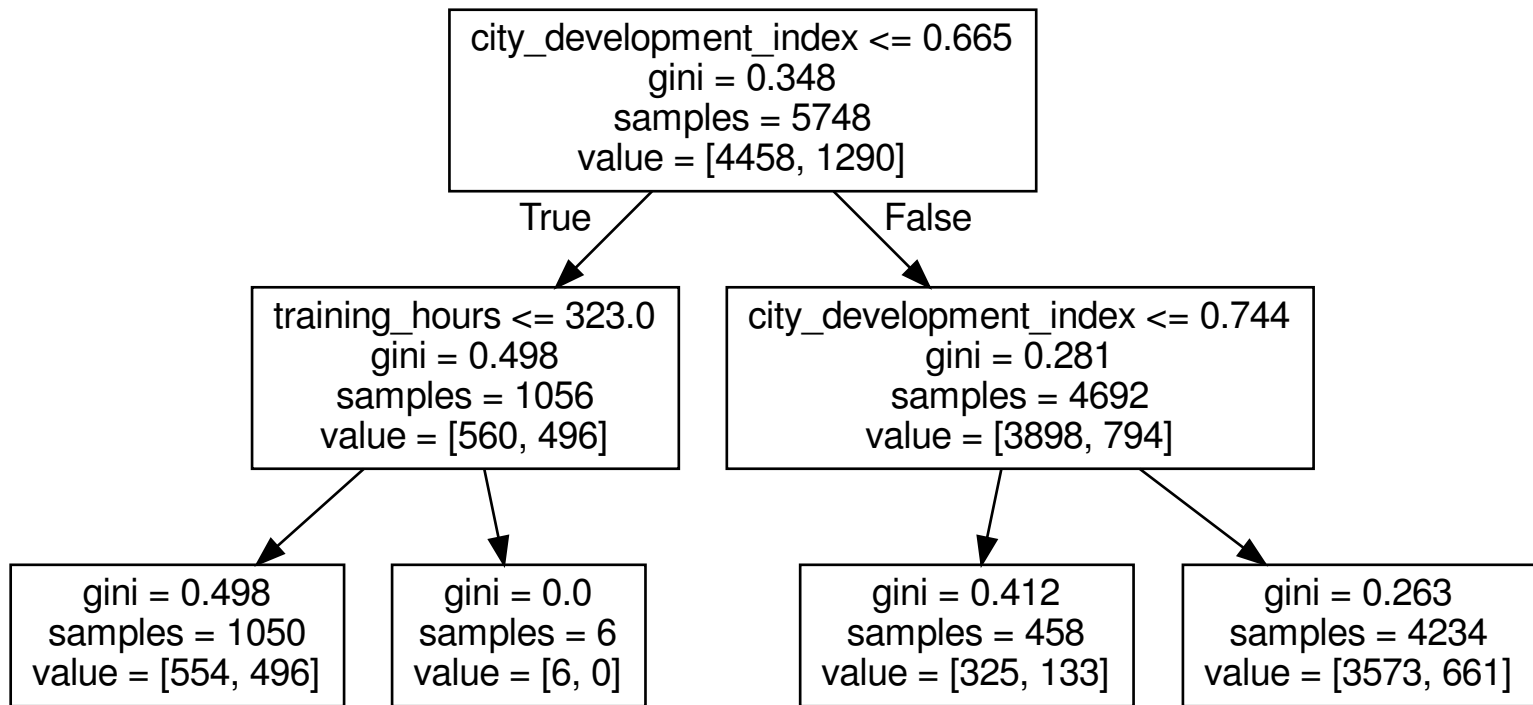 city_development_index <= 0.665
gini = 0.348
samples = 5748
value = [4458, 1290]
True
False
training_hours <= 323.0
gini = 0.498
samples = 1056
value = [560, 496]
city_development_index <= 0.744
gini = 0.281
samples = 4692
value = [3898, 794]
gini = 0.498
samples = 1050
value = [554, 496]
gini = 0.0
samples = 6
value = [6, 0]
gini = 0.412
samples = 458
value = [325, 133]
gini = 0.263
samples = 4234
value = [3573, 661]